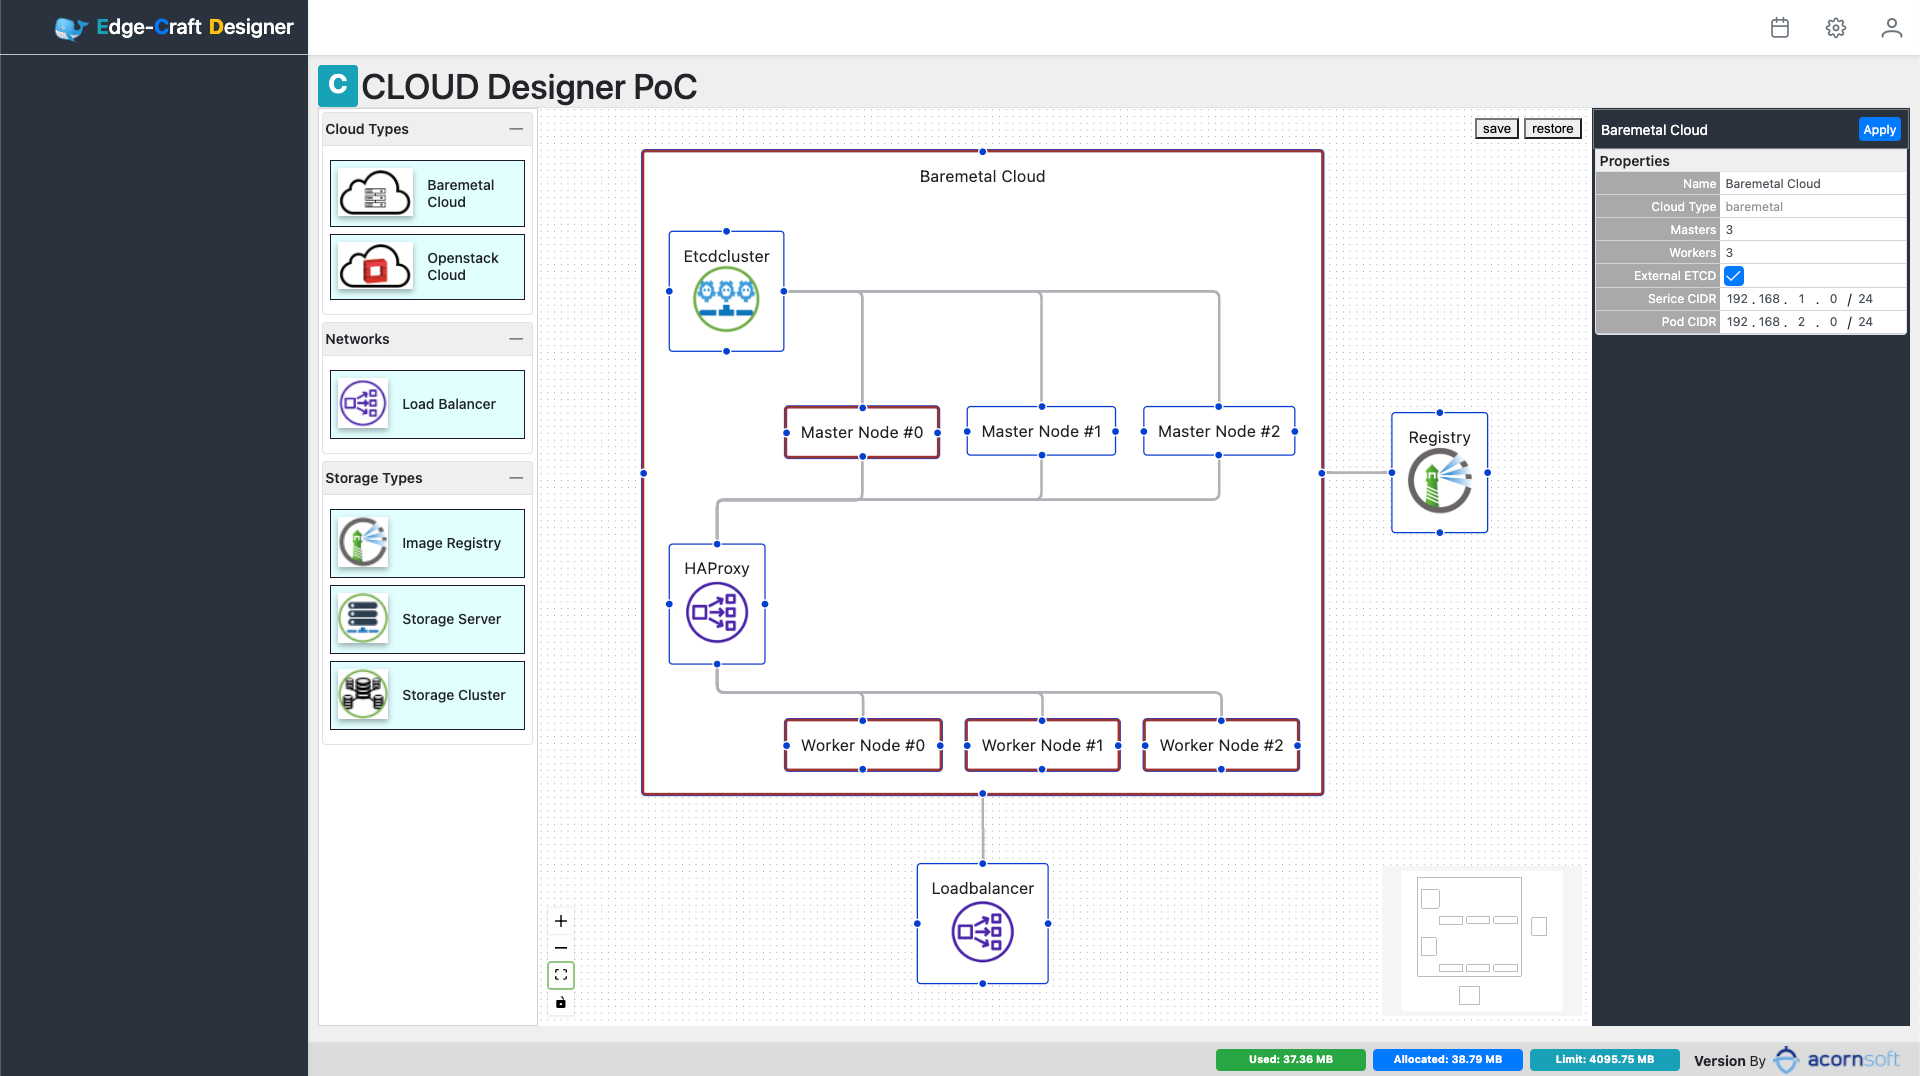 Edge-Craft Designer
C CLOUD Designer PoC
Cloud Types
Baremetal
Cloud
Openstack
Cloud
Networks
Load Balancer
Storage Types
Image Registry
Storage Server
Storage Cluster
save
restore
Baremetal Cloud
Etcdcluster
Master Node #0
Master Node #1
Master Node #2
HAProxy
Worker Node #0
Worker Node #1
Worker Node #2
Registry
Loadbalancer
Baremetal Cloud
Apply
Properties
Name Baremetal Cloud
Cloud Type baremetal
Masters 3
Workers 3
External ETCD
Serice CIDR 192 . 168 . 1 . 0 / 24
Pod CIDR 192 . 168 . 2 . 0 / 24
Used: 37.36 MB
Allocated: 38.79 MB
Limit: 4095.75 MB
Version By acornsoft